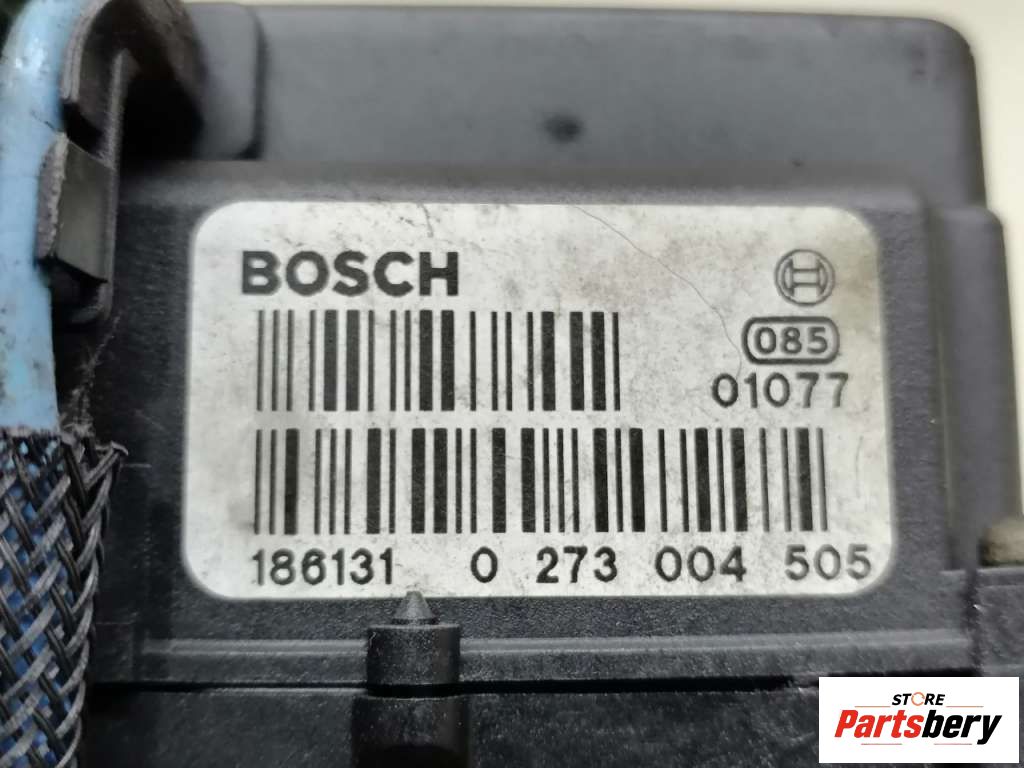 BOSCH
085
01077
186131 0 273 004 505
STORE
Partsbery